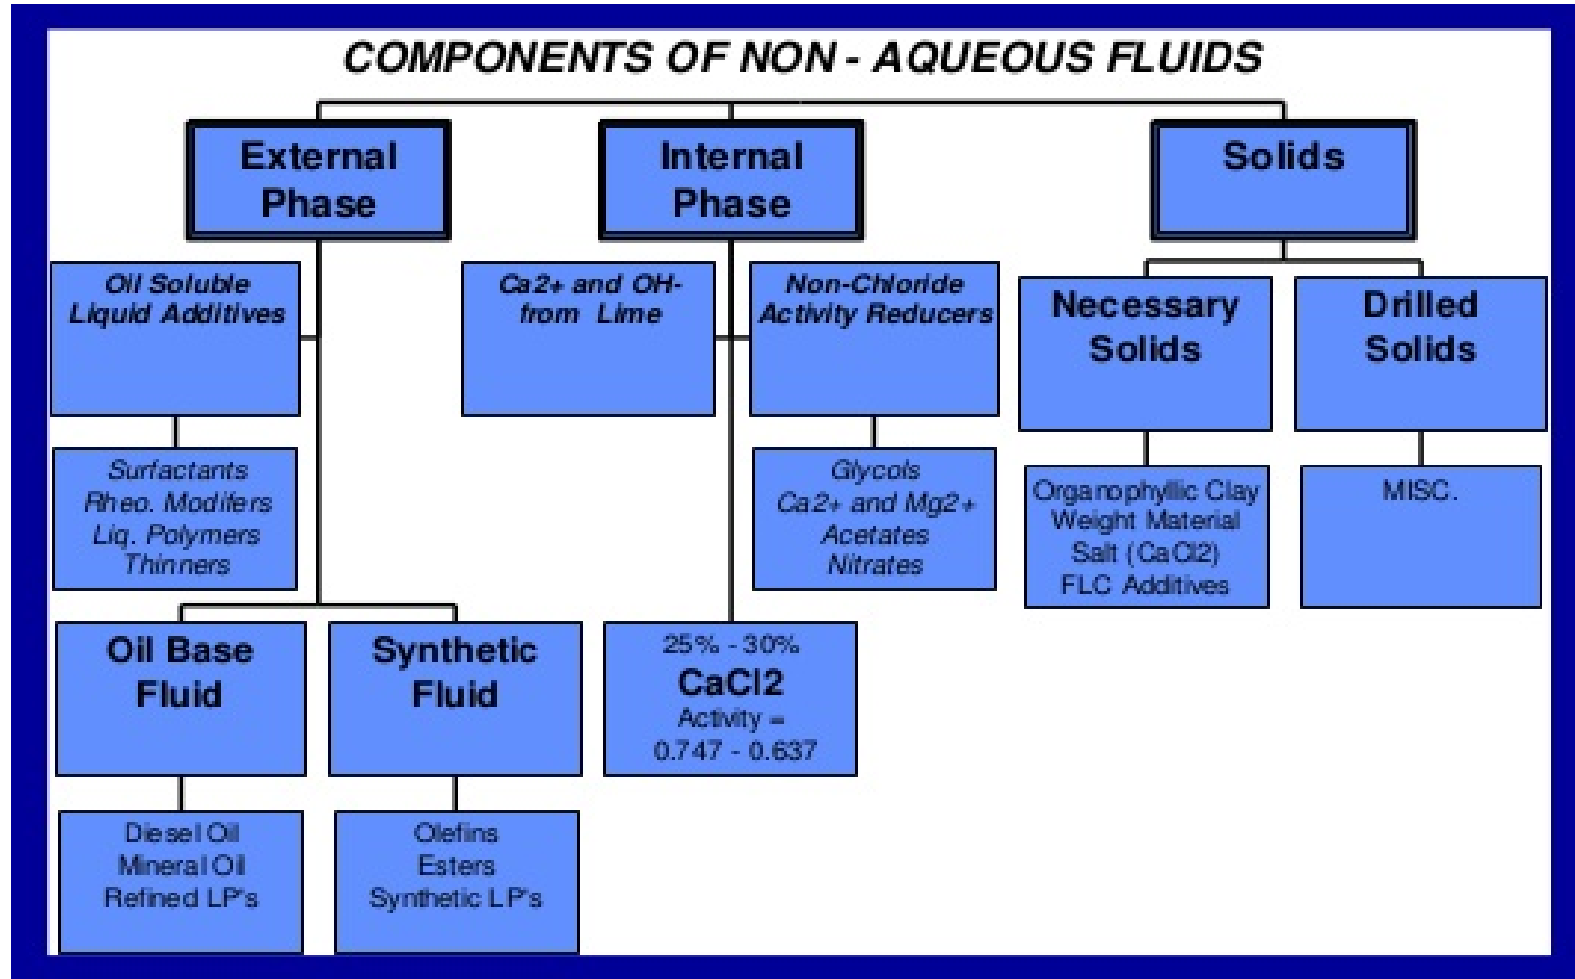 COMPONENTS OF NON - AQUEOUS FLUIDS
External
Phase
Internal
Phase
Solids
Oil Soluble
Liquid Additives
Ca2+ and OH-
from Lime
Non-Chloride
Activity Reducers
Necessary
Solids
Drilled
Solids
Surfactants
Rheo. Modifers
Liq. Polymers
Thinners
Glycols
Ca2+ and Mg2+
Acetates
Nitrates
Organophyllic Clay
Weight Material
Salt (CaCl2)
FLC Additives
MISC.
Oil Base
Fluid
Synthetic
Fluid
25% - 30%
CaCl2
Activity =
0.747 - 0.637
Diesel Oil
Mineral Oil
Refined LP's
Olefins
Esters
Synthetic LP's